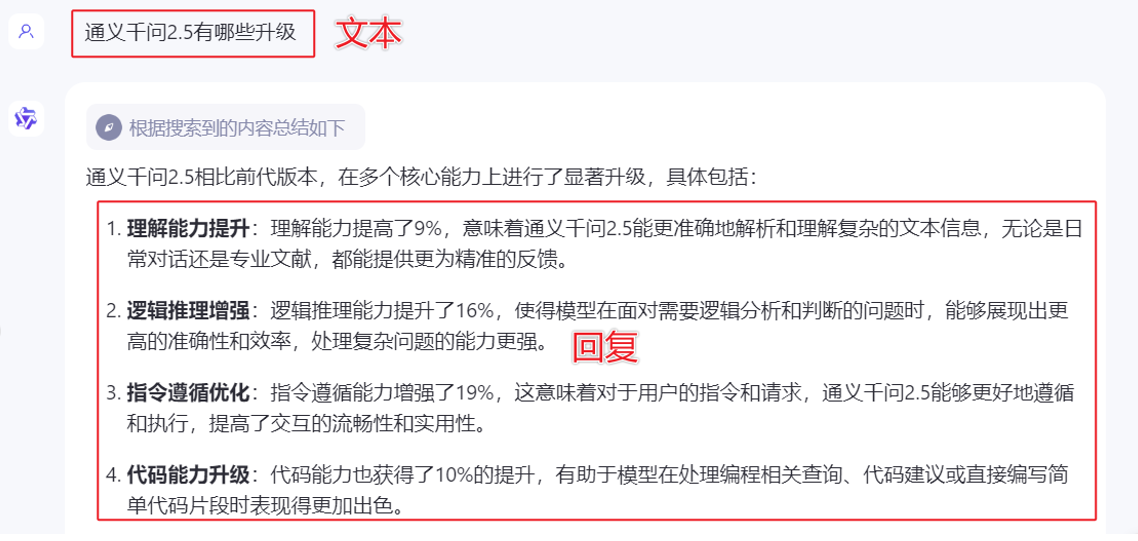 通义千问2.5有哪些升级 文本
根据搜索到的内容总结如下
通义千问2.5相比前代版本，在多个核心能力上进行了显著升级，具体包括：
1. 理解能力提升：理解能力提高了9%，意味着通义千问2.5能更准确地解析和理解复杂的文本信息，无论是日
常对话还是专业文献，都能提供更为精准的反馈。
2. 逻辑推理增强：逻辑推理能力提升了16%，使得模型在面对需要逻辑分析和判断的问题时，能够展现出更
高的准确性和效率，处理复杂问题的能力更强。
回复
3. 指令遵循优化：指令遵循能力增强了19%，这意味着对于用户的指令和请求，通义千问2.5能够更好地遵循
和执行，提高了交互的流畅性和实用性。
4. 代码能力升级：代码能力也获得了10%的提升，有助于模型在处理编程相关查询、代码建议或直接编写简
单代码片段时表现得更加出色。